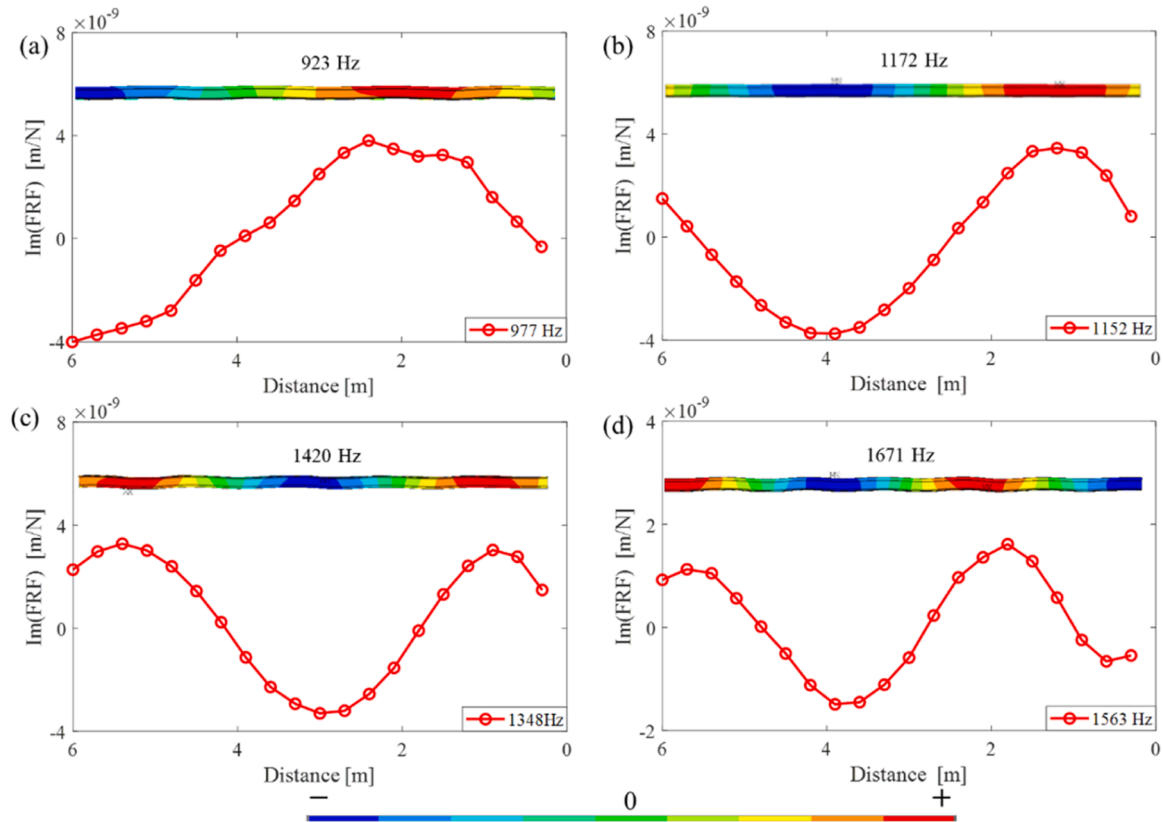 (a)
×10⁻⁹
8
4
0
-4
Im(FRF) [m/N]
923 Hz
977 Hz
6 4 2 0
Distance [m]
(b)
×10⁻⁹
8
4
0
-4
Im(FRF) [m/N]
1172 Hz
1152 Hz
6 4 2 0
Distance [m]
(c)
×10⁻⁹
8
4
0
-4
Im(FRF) [m/N]
1420 Hz
1348Hz
6 4 2 0
Distance [m]
(d)
×10⁻⁹
4
2
0
-2
Im(FRF) [m/N]
1671 Hz
1563 Hz
6 4 2 0
Distance [m]
− 0 +